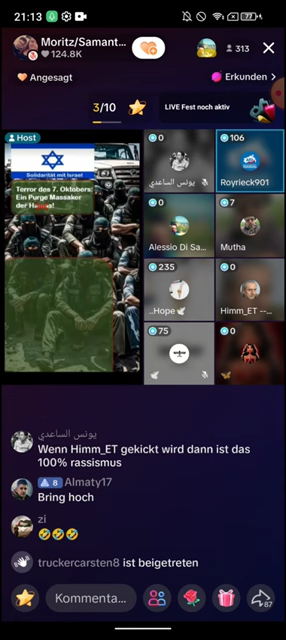 21:13
77
Moritz/Samant...
124.8K
313
Angesagt
3/10
LIVE Fest noch aktiv
Erkunden
Host
Solidarität mit Israel
Terror des 7. Oktobers:
Ein Purge Massaker
der Hamas!
0
يونس الساعدي
106
Royrieck901
0
Alessio Di Sa...
7
Mutha
235
..Hope
0
Himm_ET --...
75
0
يونس الساعدي
Wenn Himm_ET gekickt wird dann ist das
100% rassismus
8 Almaty17
Bring hoch
zi
🤣🤣🤣
truckercarsten8 ist beigetreten
Kommenta...
87